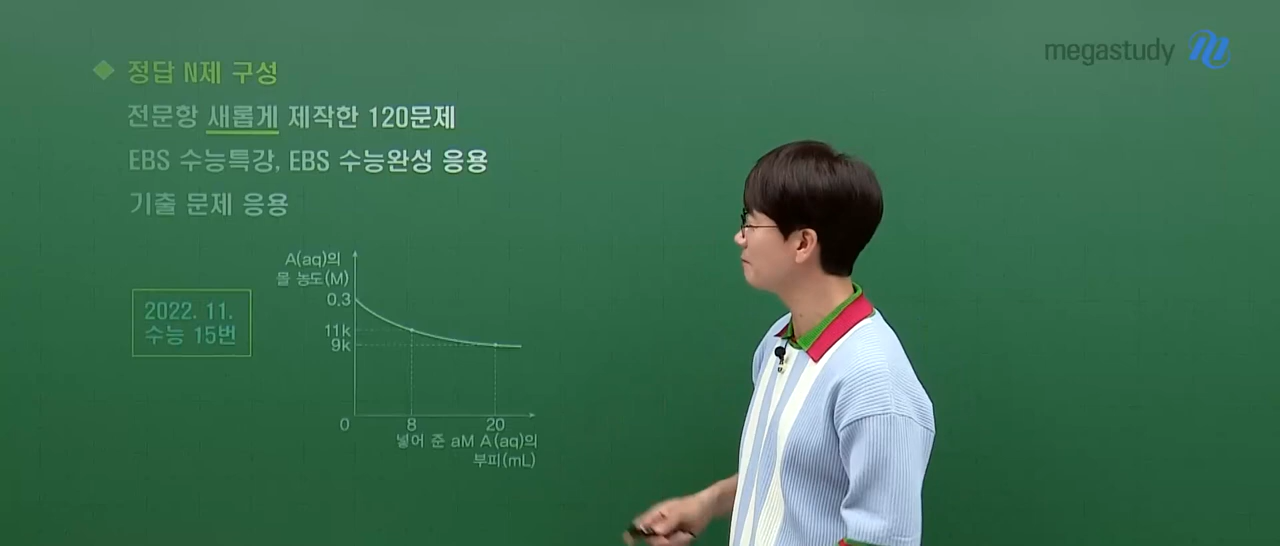 megastudy
정답 N제 구성
전문항 새롭게 제작한 120문제
EBS 수능특강, EBS 수능완성 응용
기출 문제 응용
2022. 11.
수능 15번
A(aq)의
몰 농도(M)
0.3
11k
9k
0
8
20
넣어 준 aM A(aq)의
부피(mL)